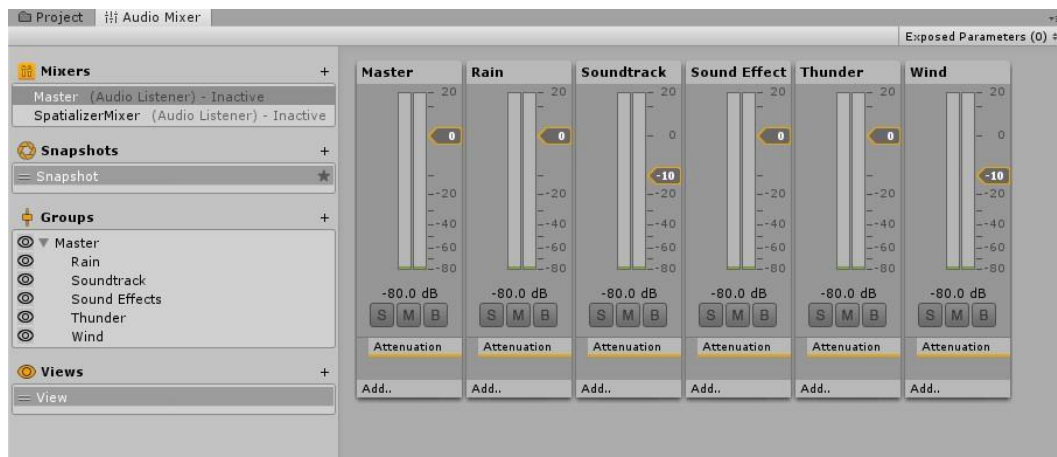 Project
Audio Mixer
Exposed Parameters (0)
Mixers +
Master (Audio Listener) - Inactive
SpatializerMixer (Audio Listener) - Inactive
Snapshots +
Snapshot
Groups +
Master
Rain
Soundtrack
Sound Effects
Thunder
Wind
Views +
View
Master
20
0
-20
-40
-60
-80
-80.0 dB
S M B
Attenuation
Add..
Rain
20
0
-20
-40
-60
-80
-80.0 dB
S M B
Attenuation
Add..
Soundtrack
20
0
-10
-20
-40
-60
-80
-80.0 dB
S M B
Attenuation
Add..
Sound Effect
20
0
-20
-40
-60
-80
-80.0 dB
S M B
Attenuation
Add..
Thunder
20
0
-20
-40
-60
-80
-80.0 dB
S M B
Attenuation
Add..
Wind
20
0
-10
-20
-40
-60
-80
-80.0 dB
S M B
Attenuation
Add..